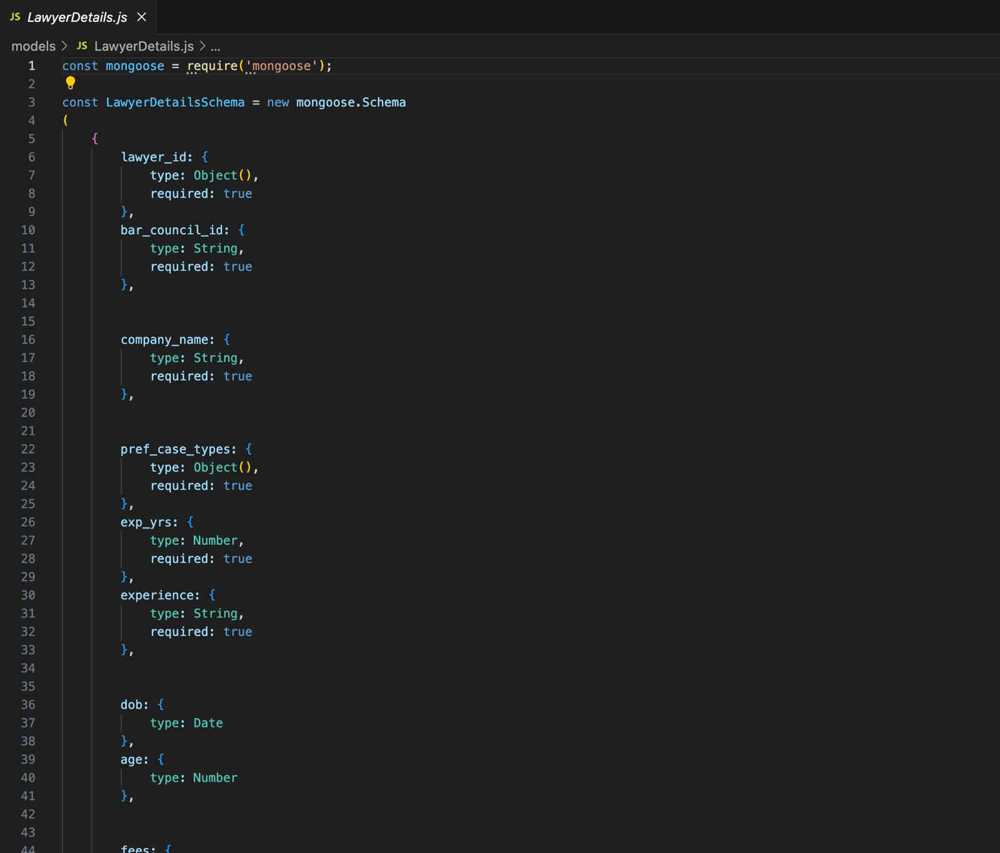 JS LawyerDetails.js ×
models > JS LawyerDetails.js > ...
1 const mongoose = require('mongoose');
2
3 const LawyerDetailsSchema = new mongoose.Schema
4 (
5     {
6         lawyer_id: {
7             type: Object(),
8             required: true
9         },
10         bar_council_id: {
11             type: String,
12             required: true
13         },
14
15
16         company_name: {
17             type: String,
18             required: true
19         },
20
21
22         pref_case_types: {
23             type: Object(),
24             required: true
25         },
26         exp_yrs: {
27             type: Number,
28             required: true
29         },
30         experience: {
31             type: String,
32             required: true
33         },
34
35
36         dob: {
37             type: Date
38         },
39         age: {
40             type: Number
41         },
42
43
44         fees: {